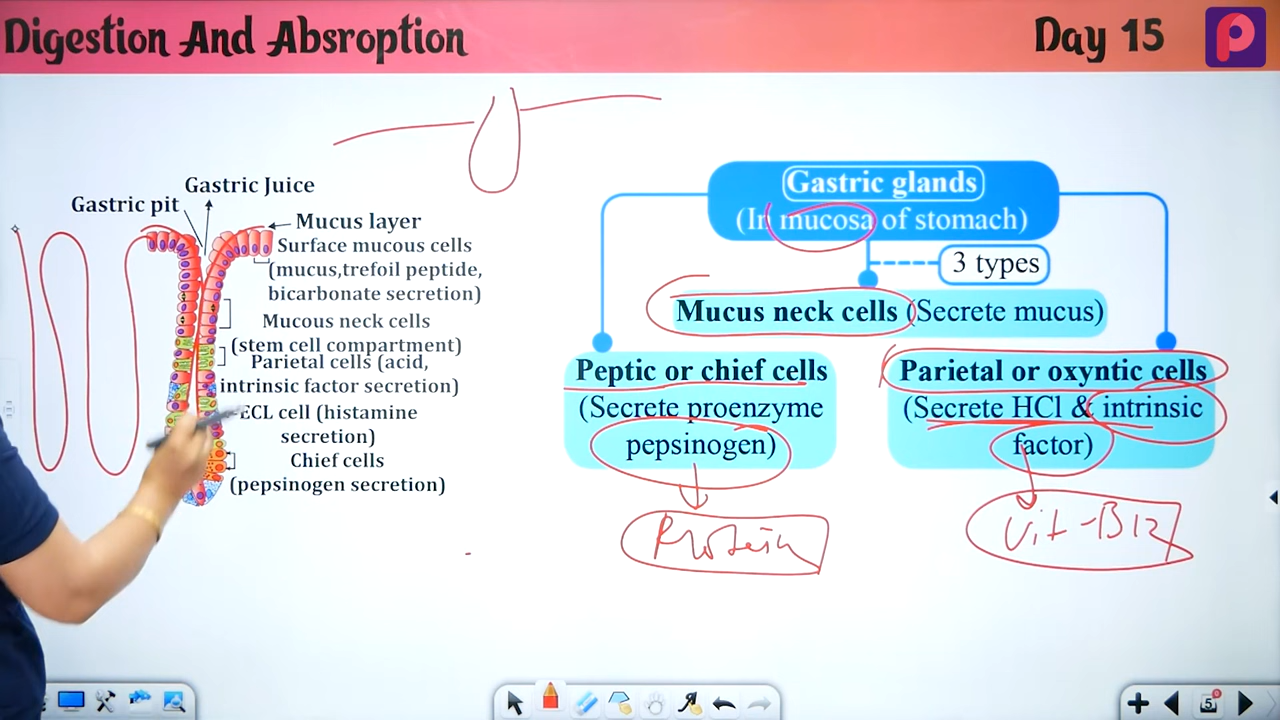 Digestion And Absroption
Day 15
Gastric Juice
Gastric pit
Mucus layer
Surface mucous cells
(mucus,trefoil peptide,
bicarbonate secretion)
Mucous neck cells
(stem cell compartment)
Parietal cells (acid,
intrinsic factor secretion)
ECL cell (histamine
secretion)
Chief cells
(pepsinogen secretion)
Gastric glands
(In mucosa of stomach)
3 types
Mucus neck cells (Secrete mucus)
Peptic or chief cells
(Secrete proenzyme
pepsinogen)
Protein
Parietal or oxyntic cells
(Secrete HCl & intrinsic
factor)
Vit-B12
5